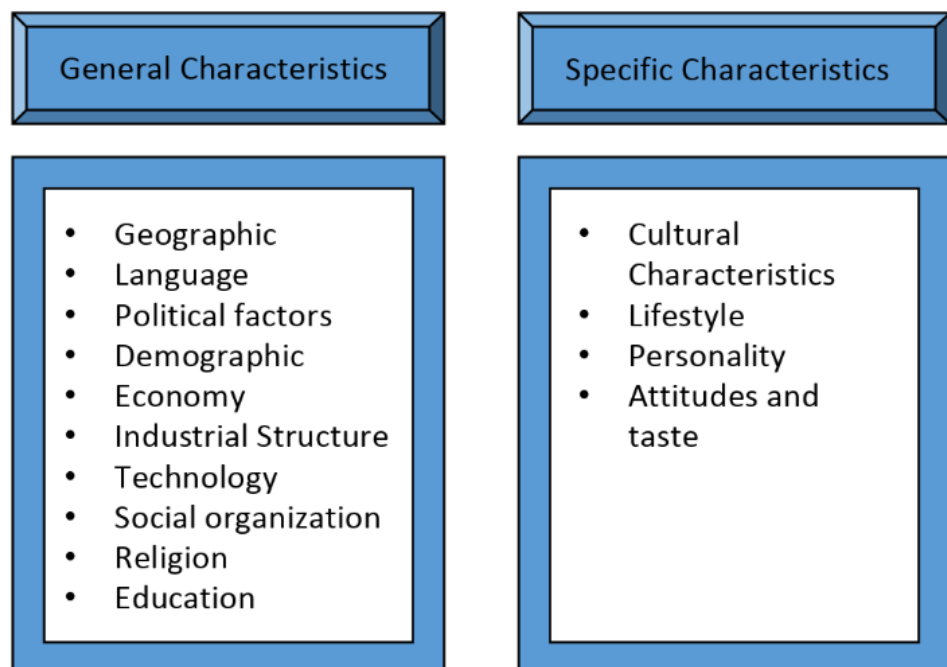 General Characteristics
• Geographic
• Language
• Political factors
• Demographic
• Economy
• Industrial Structure
• Technology
• Social organization
• Religion
• Education
Specific Characteristics
• Cultural
Characteristics
• Lifestyle
• Personality
• Attitudes and
taste